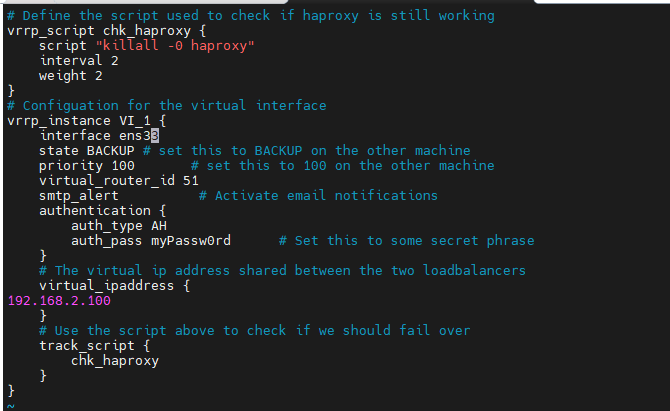 # Define the script used to check if haproxy is still working
vrrp_script chk_haproxy {
    script "killall -0 haproxy"
    interval 2
    weight 2
}
# Configuation for the virtual interface
vrrp_instance VI_1 {
    interface ens33
    state BACKUP # set this to BACKUP on the other machine
    priority 100       # set this to 100 on the other machine
    virtual_router_id 51
    smtp_alert          # Activate email notifications
    authentication {
        auth_type AH
        auth_pass myPassw0rd      # Set this to some secret phrase
    }
    # The virtual ip address shared between the two loadbalancers
    virtual_ipaddress {
192.168.2.100
    }
    # Use the script above to check if we should fail over
    track_script {
        chk_haproxy
    }
}
~